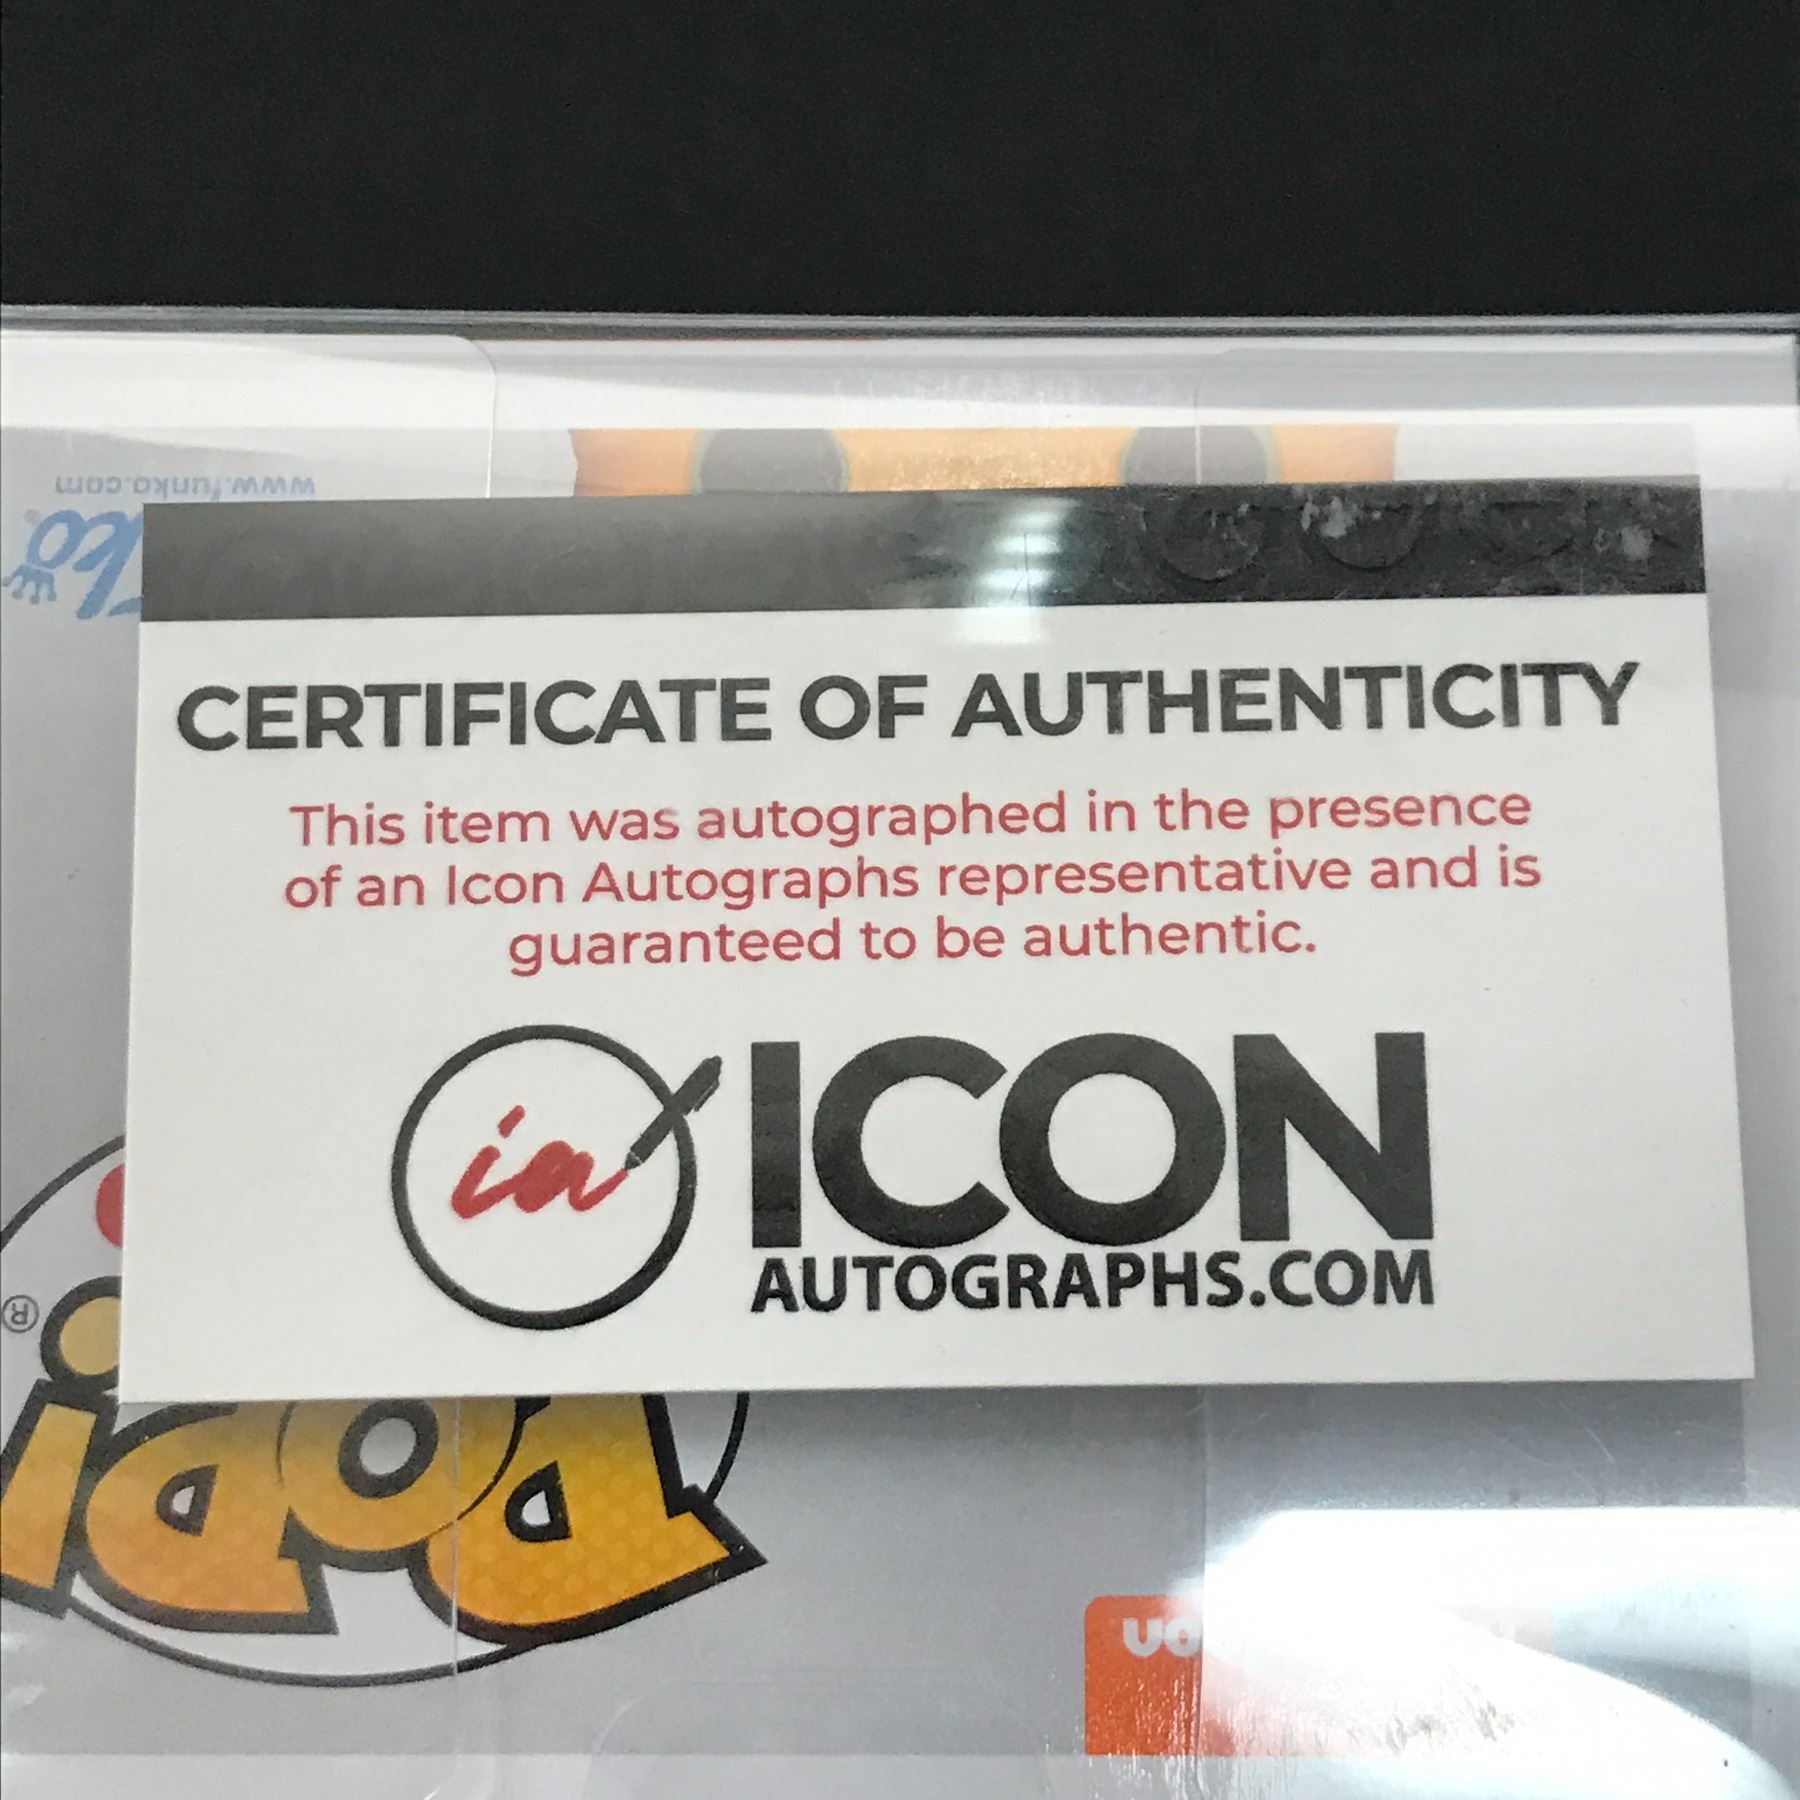 www.funko.com
CERTIFICATE OF AUTHENTICITY
This item was autographed in the presence
of an Icon Autographs representative and is
guaranteed to be authentic.
ia
ICON
AUTOGRAPHS.COM
®
POP!